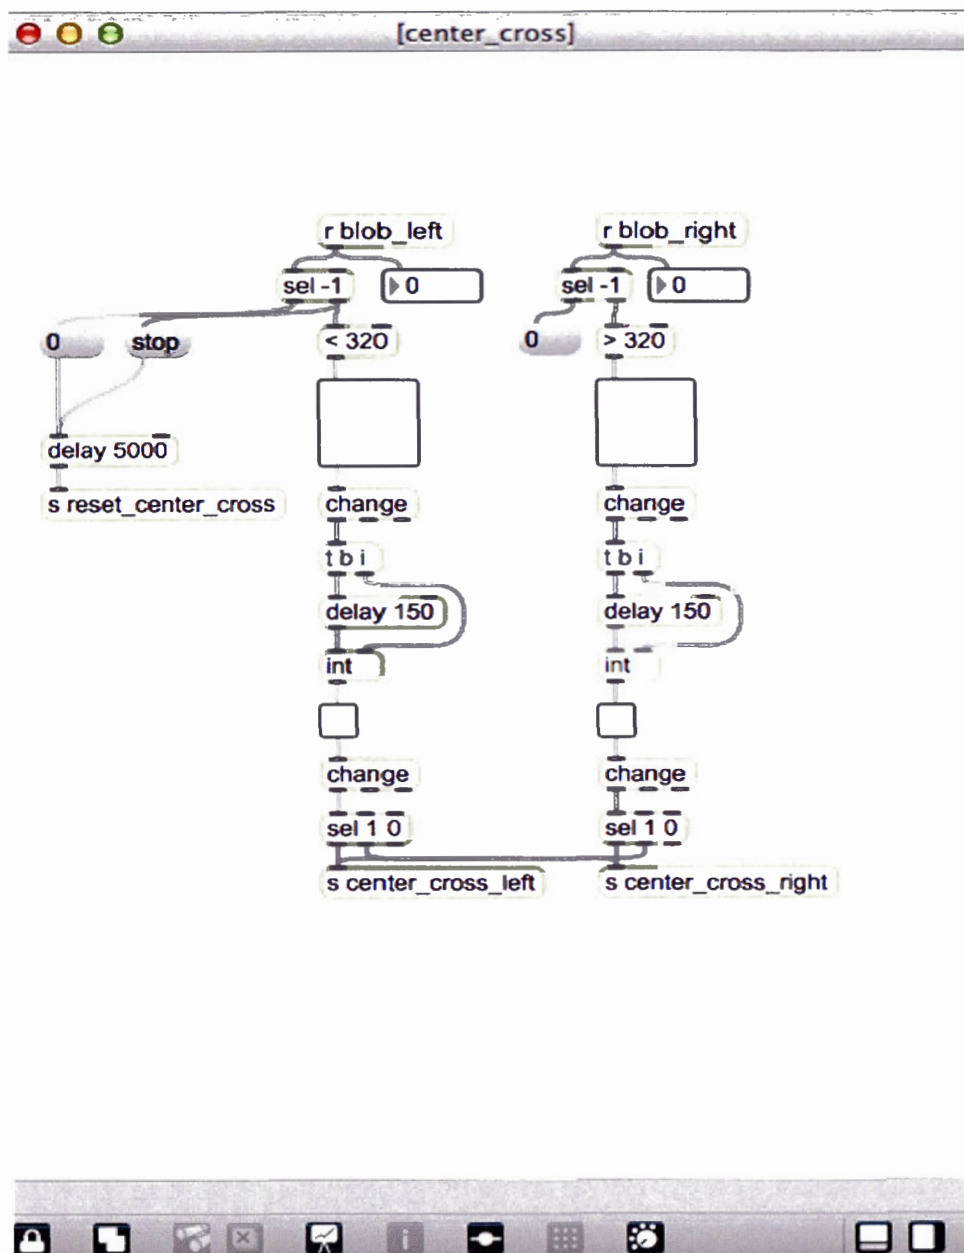 [center_cross]
r blob_left
r blob_right
sel -1
0
sel -1
0
0
stop
< 320
0
> 320
delay 5000
s reset_center_cross
change
change
t b i
t b i
delay 150
delay 150
int
int
change
change
sel 1 0
sel 1 0
s center_cross_left
s center_cross_right